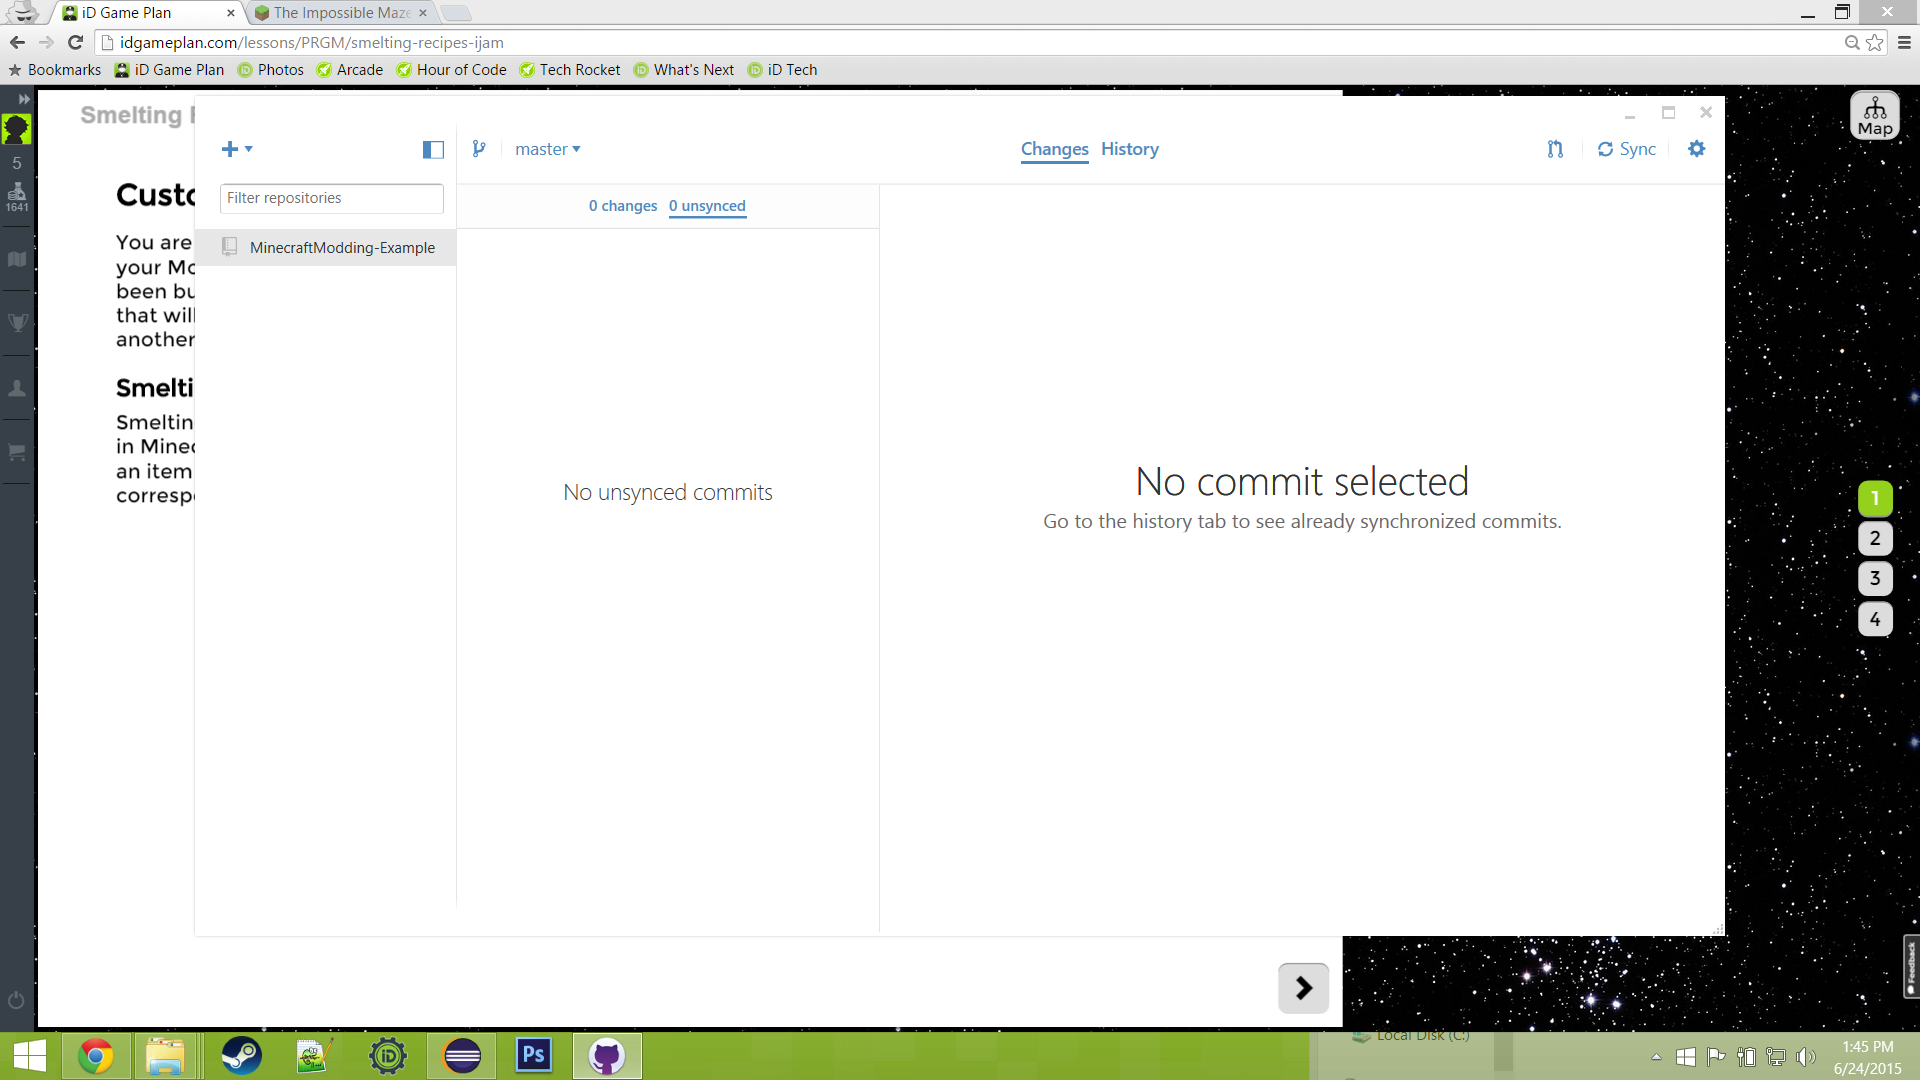 iD Game Plan
The Impossible Maze
idgameplan.com/lessons/PRGM/smelting-recipes-ijam
Bookmarks
iD Game Plan
Photos
Arcade
Hour of Code
Tech Rocket
What's Next
iD Tech
Smelting
5
1641
Map
master
Changes
History
Sync
Filter repositories
0 changes
0 unsynced
MinecraftModding-Example
Custo
You are
your Mo
been bu
that will
another
Smelti
Smeltin
in Minec
an item
corresp
No unsynced commits
No commit selected
Go to the history tab to see already synchronized commits.
1
2
3
4
Feedback
Local Disk (C:)
iD
Ps
1:45 PM
6/24/2015